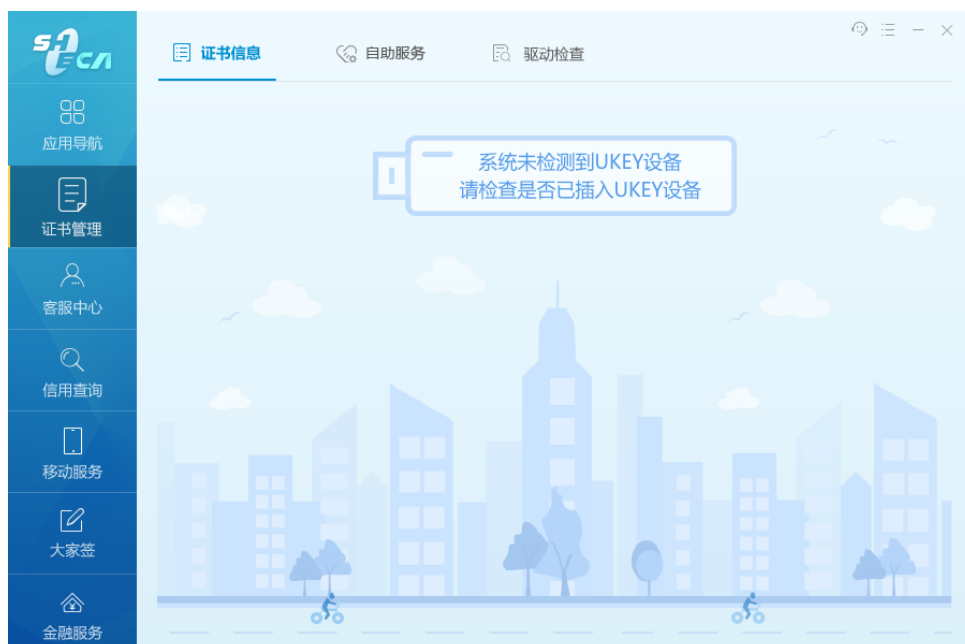 证书信息
自助服务
驱动检查
应用导航
证书管理
客服中心
信用查询
移动服务
大家签
金融服务
系统未检测到UKEY设备
请检查是否已插入UKEY设备